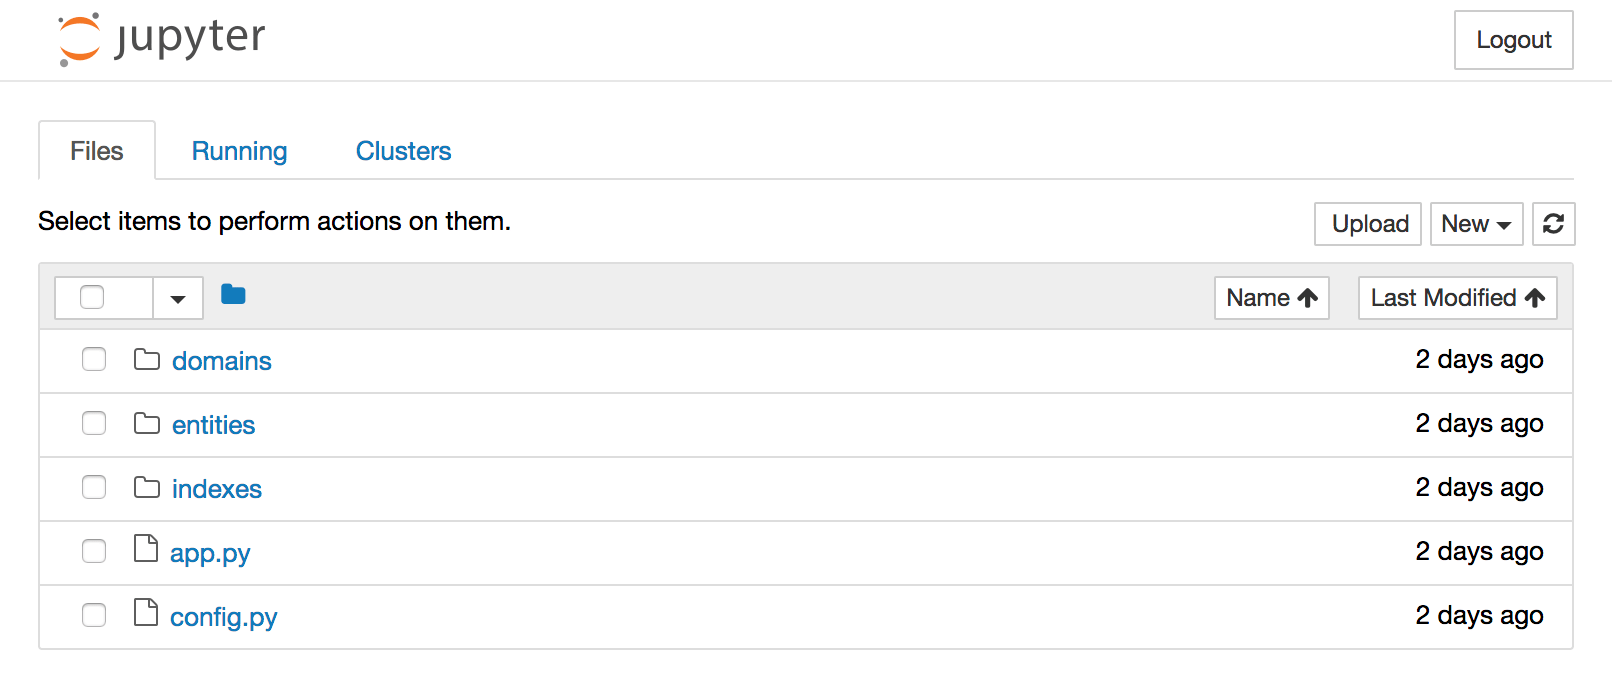 jupyter
Logout
Files Running Clusters
Select items to perform actions on them.
Upload New
Name Last Modified
domains 2 days ago
entities 2 days ago
indexes 2 days ago
app.py 2 days ago
config.py 2 days ago